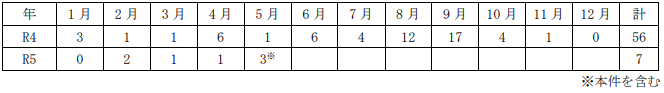 年 1月 2月 3月 4月 5月 6月 7月 8月 9月 10月 11月 12月 計
R4 3 1 1 6 1 6 4 12 17 4 1 0 56
R5 0 2 1 1 3※ 7
※本件を含む